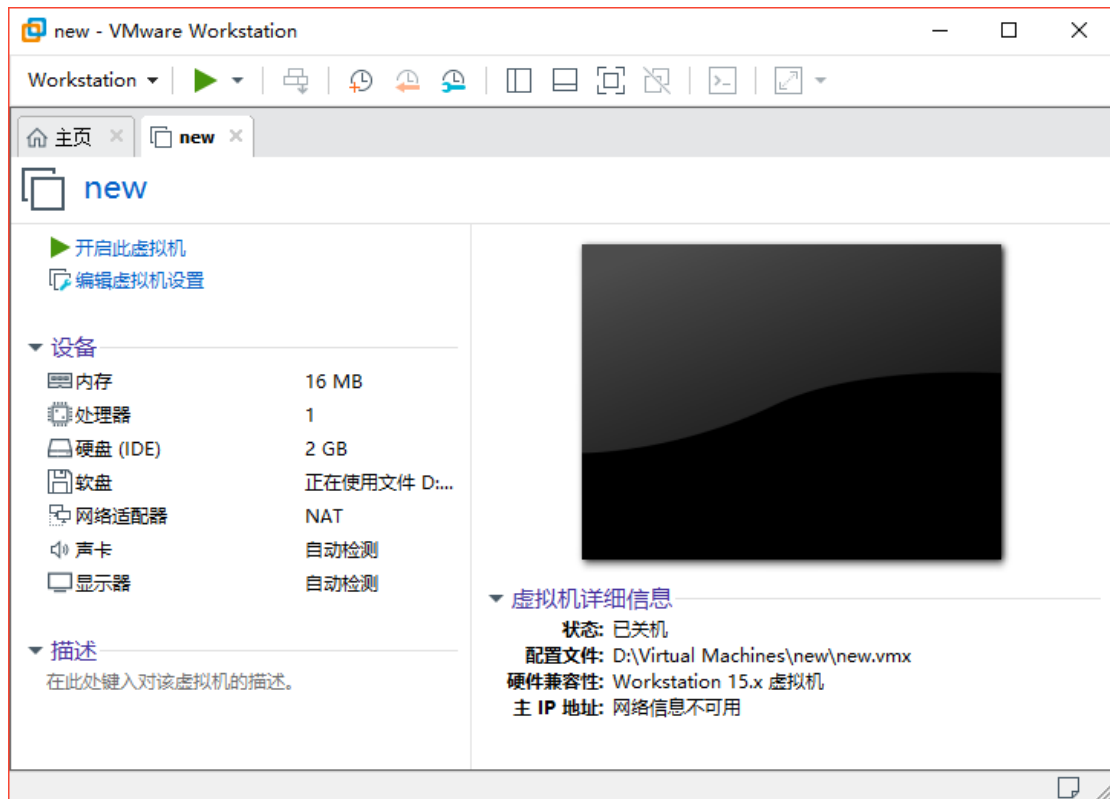 new - VMware Workstation
Workstation
主页
new
new
开启此虚拟机
编辑虚拟机设置
设备
内存 16 MB
处理器 1
硬盘 (IDE) 2 GB
软盘 正在使用文件 D:...
网络适配器 NAT
声卡 自动检测
显示器 自动检测
描述
在此处键入对该虚拟机的描述。
虚拟机详细信息
状态: 已关机
配置文件: D:\Virtual Machines\new\new.vmx
硬件兼容性: Workstation 15.x 虚拟机
主 IP 地址: 网络信息不可用